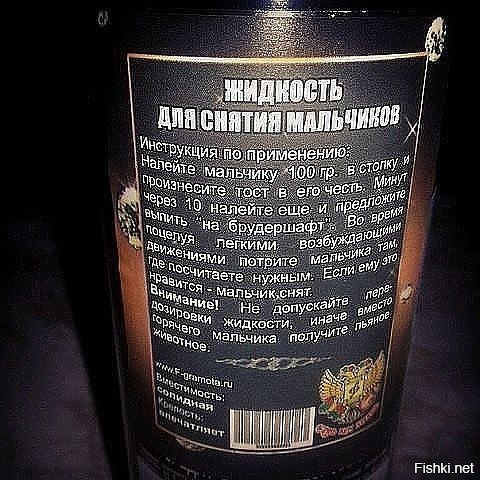 ЖИДКОСТЬ
ДЛЯ СНЯТИЯ МАЛЬЧИКОВ
Инструкция по применению:
Налейте мальчику 100 гр. в стопку и
произнесите тост в его честь. Минут
через 10 налейте еще и предложите
выпить "на брудершафт". Во время
поцелуя легкими возбуждающими
движениями потрите мальчика там,
где посчитаете нужным. Если ему это
нравится - мальчик снят.
Внимание! Не допускайте пере-
дозировки жидкости, иначе вместо
горячего мальчика получите пьяное
животное.
www.F-gramota.ru
Вместимость:
солидная
Крепость:
впечатляет
Fishki.net